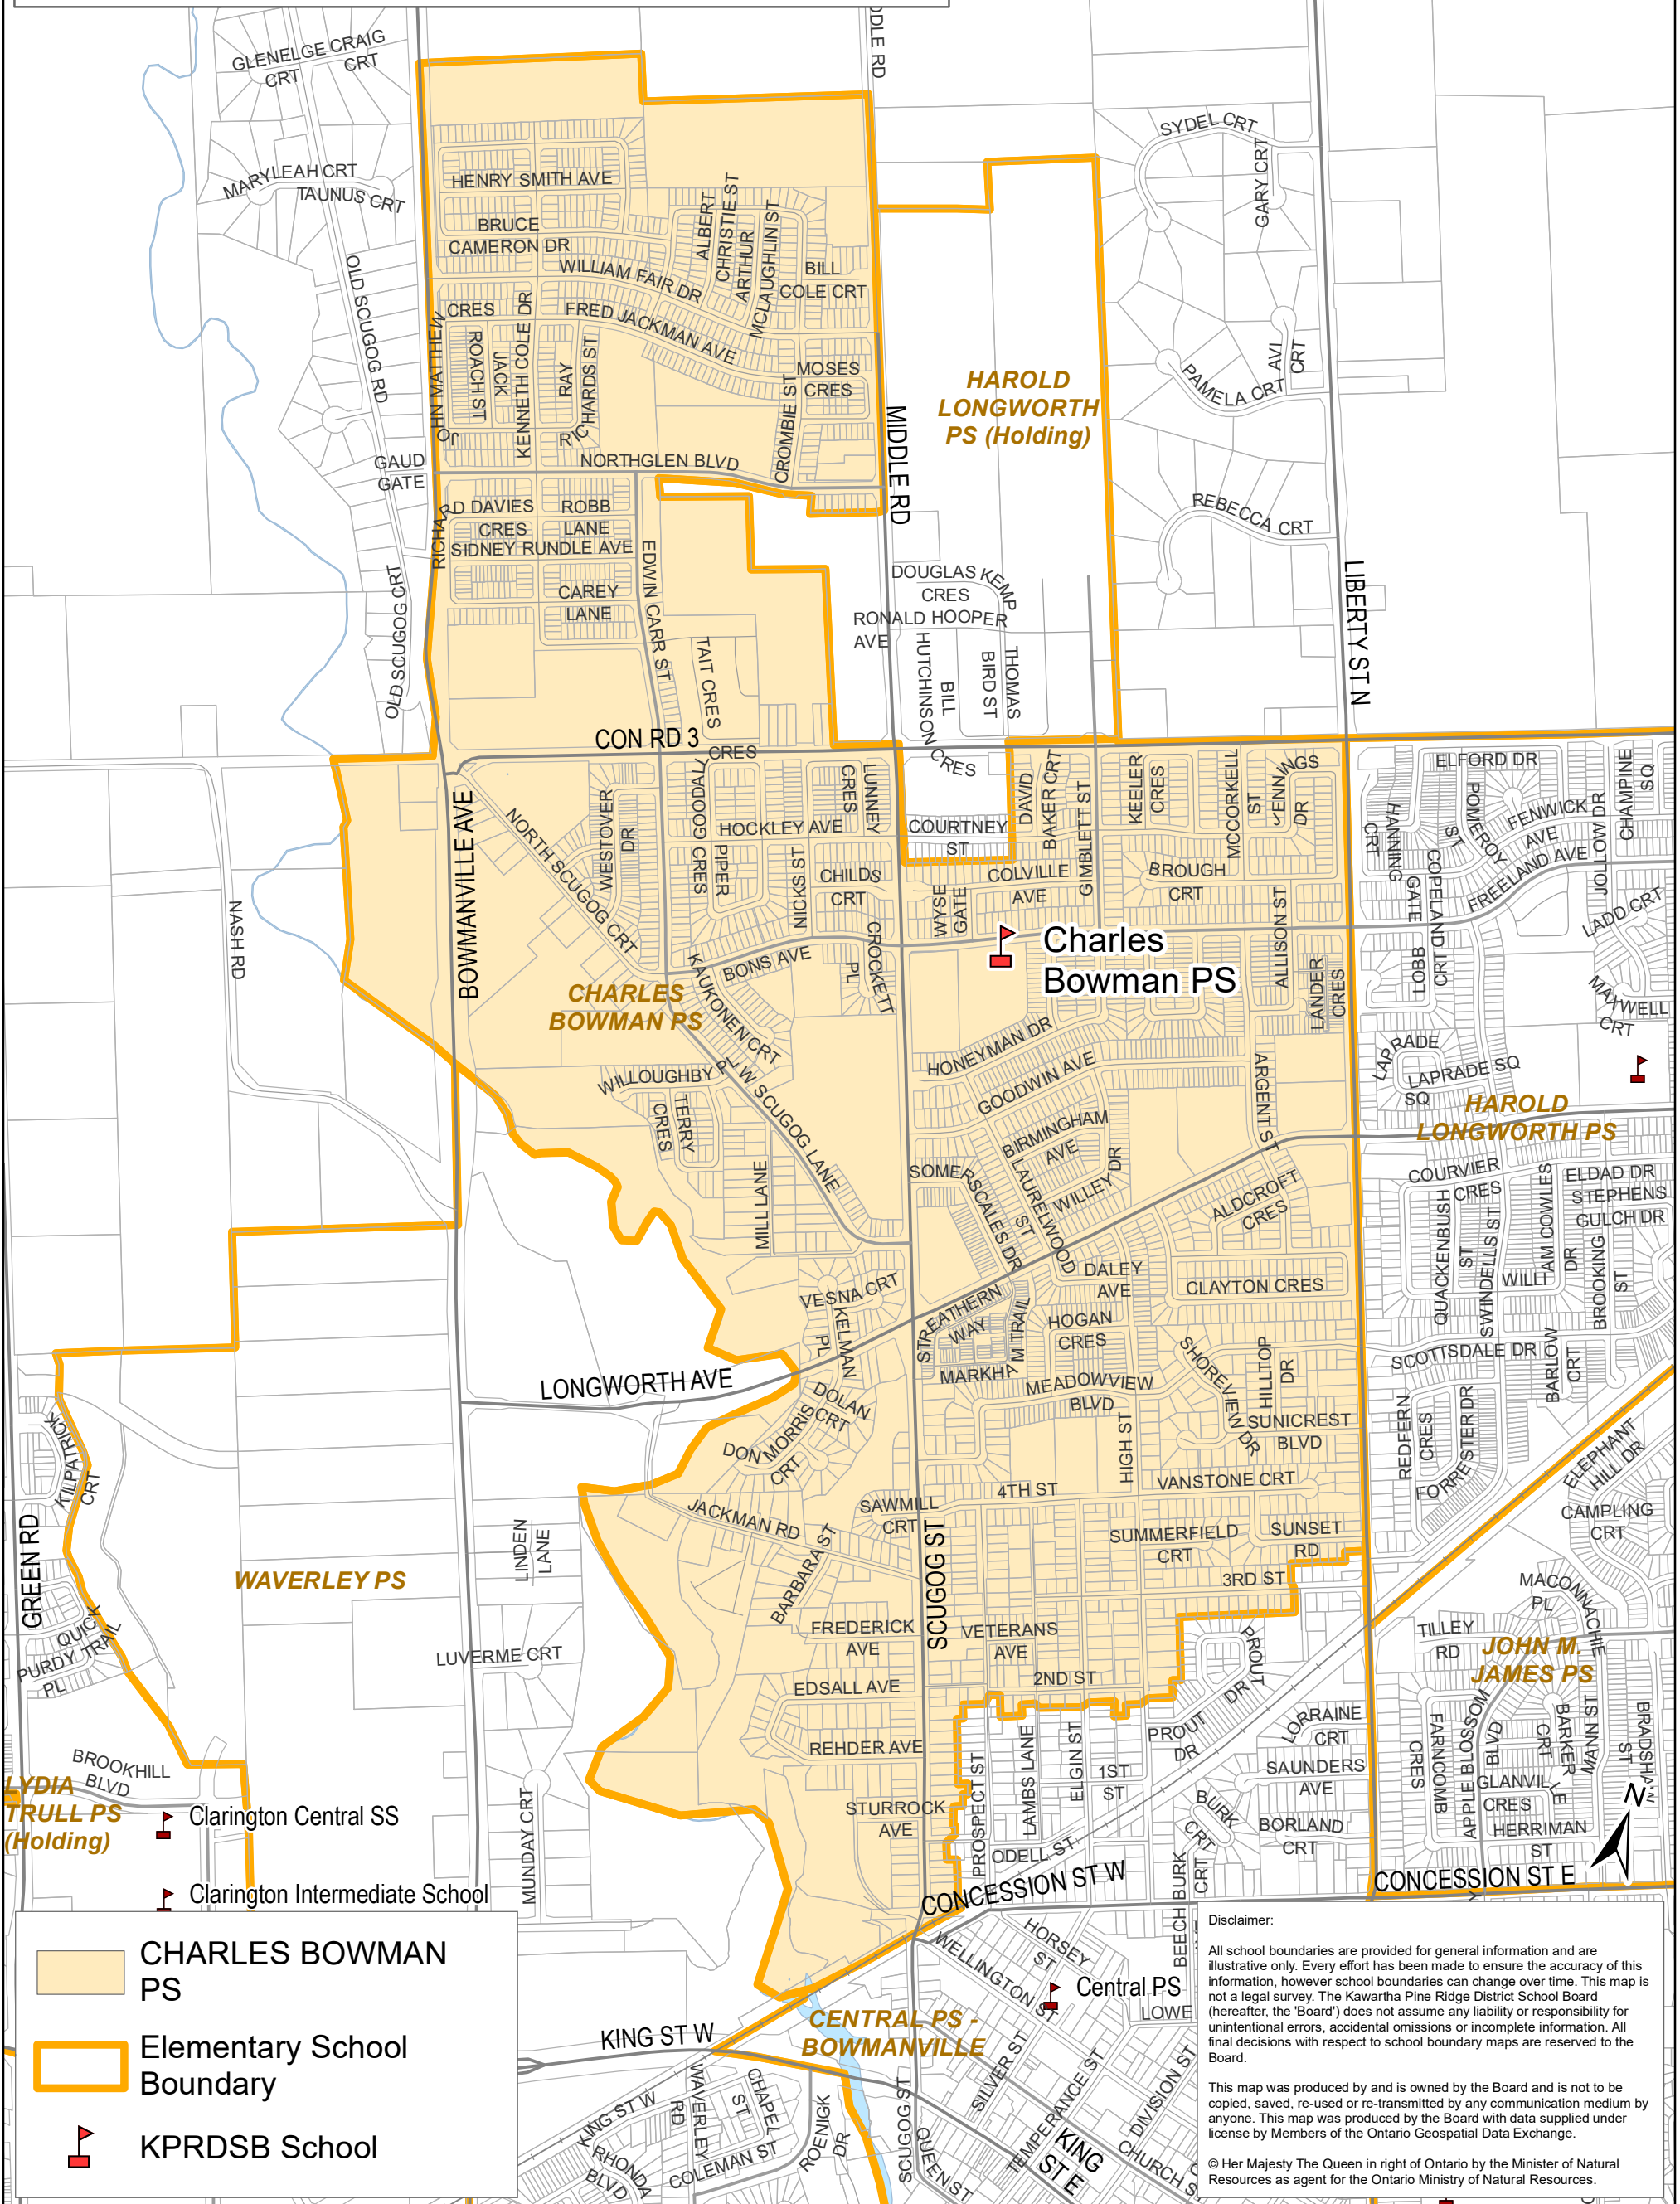 DDLE RD
GLENELGE CRAIG
CRT CRT
SYDEL CRT
GARY CRT
MARYLEAH CRT
TAUNUS CRT
HENRY SMITH AVE
BRUCE
CAMERON DR
ALBERT
CHRISTIE ST
ARTHUR
MCLAUGHLIN ST
WILLIAM FAIR DR
BILL
COLE CRT
OLD SCUGOG RD
CRES
FRED JACKMAN AVE
JOHN MATTHEW
ROACH ST
JACK
KENNETH COLE DR
RAY
RICHARDS ST
MOSES
CRES
CROMBIE ST
AVI
CRT
PAMELA CRT
HAROLD
LONGWORTH
PS (Holding)
MIDDLE RD
GAUD
GATE
NORTHGLEN BLVD
RICHARD DAVIES
CRES
ROBB
LANE
REBECCA CRT
SIDNEY RUNDLE AVE
EDWIN CARR ST
CAREY
LANE
DOUGLAS KEMP
CRES
RONALD HOOPER
AVE
OLD SCUGOG CRT
TAIT CRES
HUTCHINSON CRES
BILL
BIRD ST
THOMAS
LIBERTY ST N
CON RD 3
CRES
CRES
BOWMANVILLE AVE
WESTOVER
DR
NORTH SCUGOG CRT
CRES
LUNNEY
HOCKLEY AVE
PIPER
CRES
NICKS ST
CHILDS
CRT
COURTNEY
ST
DAVID
BAKER CRT
GIMBLETT ST
KEELER
CRES
MCCORKELL
ST
JENNINGS
DR
ELFORD DR
HANNING
CRT
POMEROY
ST
FENWICK
AVE
JOLLOW DR
CHAMPINE
SQ
FREELAND AVE
COLVILLE
AVE
WYSE
GATE
BROUGH
CRT
ALLISON ST
GATE
LOBB
COPELAND
CRT
LADD CRT
NASH RD
Charles
Bowman PS
LANDER
CRES
BONS AVE
CROCKETT
PL
KAUKONEN CRT
CHARLES
BOWMAN PS
MAXWELL
CRT
HONEYMAN DR
GOODWIN AVE
LAPRADE
LAPRADE SQ
SQ
WILLOUGHBY PL
W SCUGOG LANE
TERRY
CRES
BIRMINGHAM
AVE
ARGENT ST
HAROLD
LONGWORTH PS
MILL LANE
SOMERSCALES DR
LAURELWOOD
ST
WILLEY DR
ALDCROFT
CRES
COURVIER
CRES
ELDAD DR
STEPHENS
GULCH DR
QUACKENBUSH
ST
SWINDELLS ST
WILLIAM COWLES
DR
BROOKING
ST
VESNA CRT
KELMAN
PL
STREATHERN
WAY
DALEY
AVE
CLAYTON CRES
MARKHAM TRAIL
HOGAN
CRES
SHOREVIEW DR
HILLTOP
DR
SCOTTSDALE DR
BARLOW
CRT
LONGWORTH AVE
MEADOWVIEW
BLVD
DOLAN
CRT
DON MORRIS
CRT
HIGH ST
SUNICREST
BLVD
REDFERN
CRES
FORRESTER DR
KILPATRICK
CRT
VANSTONE CRT
4TH ST
ELEPHANT
HILL DR
JACKMAN RD
SAWMILL
CRT
CAMPLING
CRT
GREEN RD
LINDEN
LANE
BARBARA ST
SCUGOG ST
SUMMERFIELD
CRT
SUNSET
RD
WAVERLEY PS
3RD ST
MACONNACHIE
PL
QUICK
TRAIL
PURDY
PL
FREDERICK
AVE
VETERANS
AVE
TILLEY
RD
JOHN M.
JAMES PS
LUVERME CRT
EDSALL AVE
2ND ST
PROUT
DR
REHDER AVE
PROUT
DR
LORRAINE
CRT
FARNCOMB
CRES
APPLE BLOSSOM
BLVD
BARKER
CRT
MANN ST
BRADSHAW
ST
BROOKHILL
BLVD
PROSPECT ST
LAMBS LANE
ELGIN ST
1ST
ST
SAUNDERS
AVE
GLANVILLE
CRES
LYDIA
TRULL PS
(Holding)
Clarington Central SS
MUNDAY CRT
STURROCK
AVE
ODELL ST
BURK
CRT
BORLAND
CRT
HERRIMAN
ST
N
Clarington Intermediate School
CONCESSION ST W
CONCESSION ST E
BEECH
BURK
CRT
CHARLES BOWMAN
PS
Elementary School
Boundary
KPRDSB School
HORSEY
ST
WELLINGTON ST
Central PS
LOWE
CENTRAL PS -
BOWMANVILLE
KING ST W
KING ST W
WAVERLEY
RD
CHAPEL
ST
RHONDA
BLVD
COLEMAN ST
ROENIGK
DR
SCUGOG ST
QUEEN ST
SILVER ST
TEMPERANCE ST
DIVISION ST
KING
ST E
CHURCH S
Disclaimer:
All school boundaries are provided for general information and are
illustrative only. Every effort has been made to ensure the accuracy of this
information, however school boundaries can change over time. This map is
not a legal survey. The Kawartha Pine Ridge District School Board
(hereafter, the 'Board') does not assume any liability or responsibility for
unintentional errors, accidental omissions or incomplete information. All
final decisions with respect to school boundary maps are reserved to the
Board.
This map was produced by and is owned by the Board and is not to be
copied, saved, re-used or re-transmitted by any communication medium by
anyone. This map was produced by the Board with data supplied under
license by Members of the Ontario Geospatial Data Exchange.
© Her Majesty The Queen in right of Ontario by the Minister of Natural
Resources as agent for the Ontario Ministry of Natural Resources.